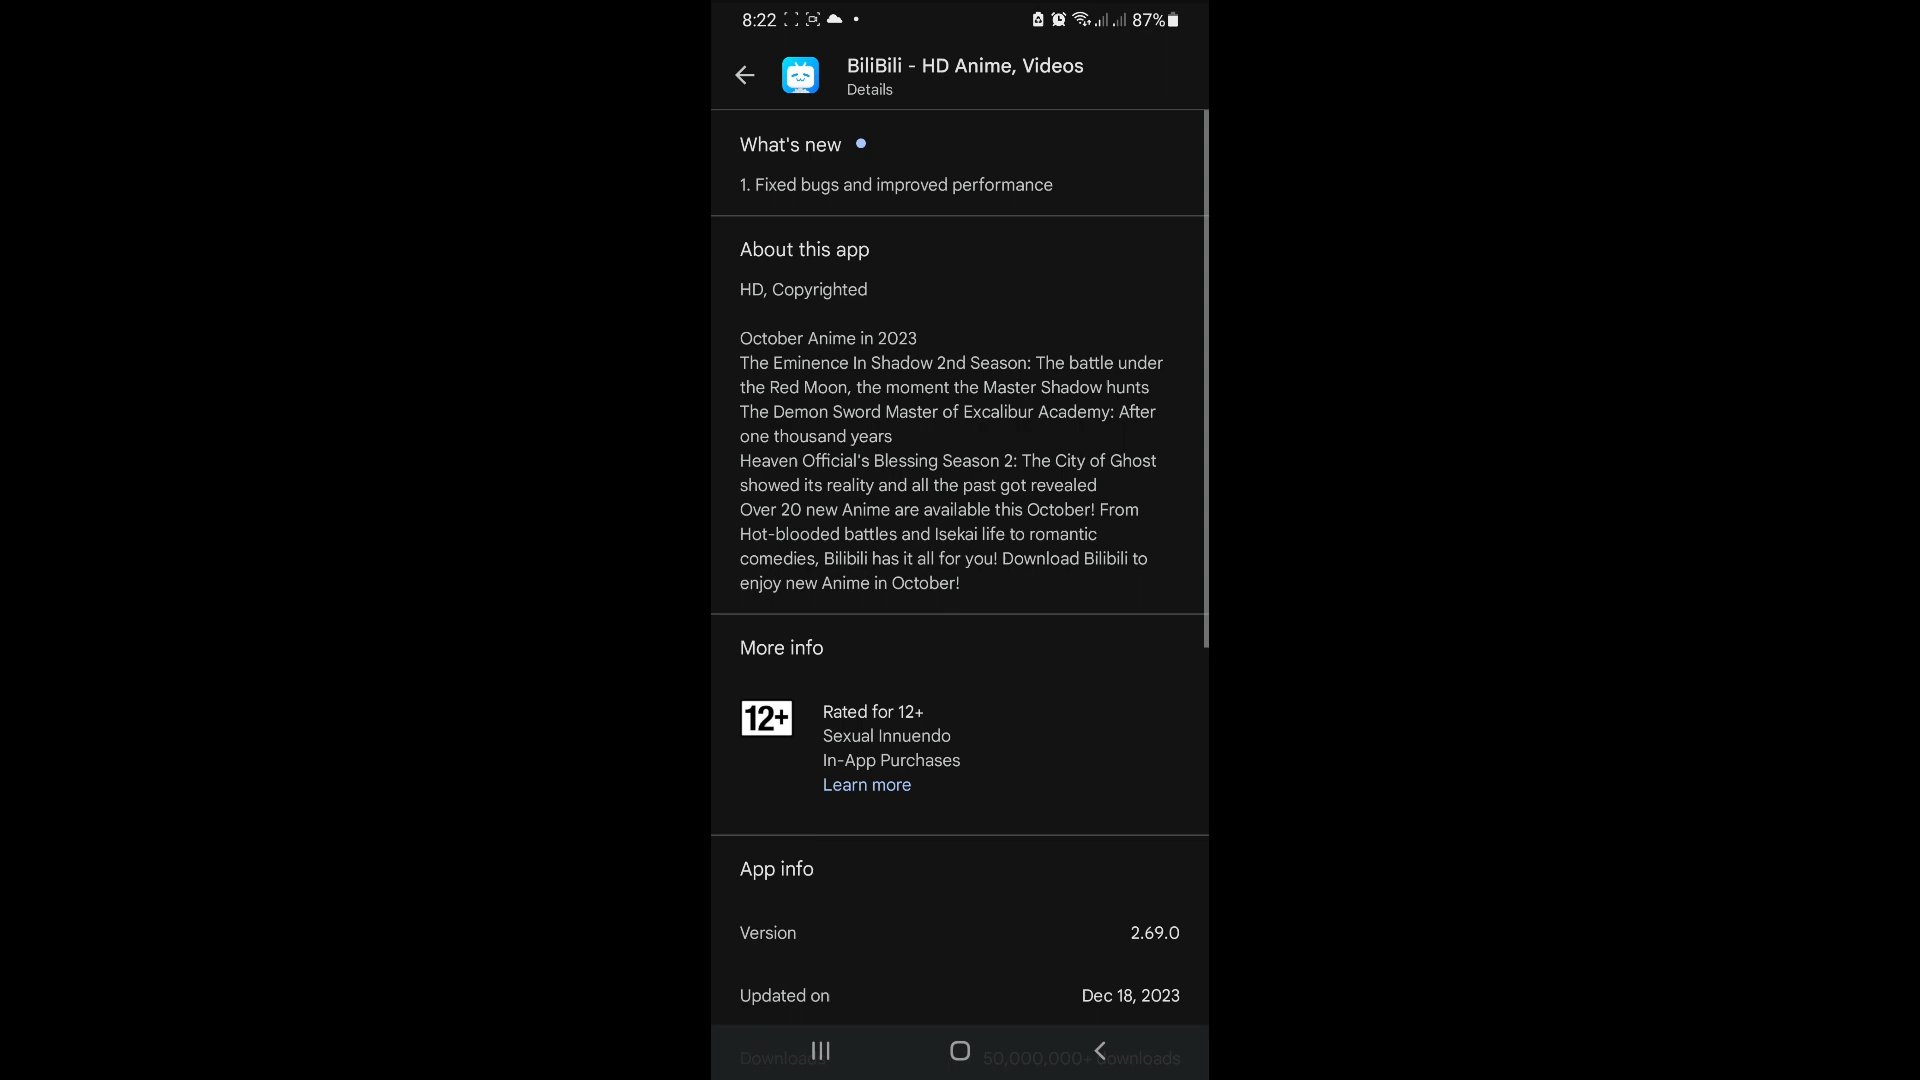 8:22
87%
BiliBili - HD Anime, Videos
Details
What's new
1. Fixed bugs and improved performance
About this app
HD, Copyrighted
October Anime in 2023
The Eminence In Shadow 2nd Season: The battle under
the Red Moon, the moment the Master Shadow hunts
The Demon Sword Master of Excalibur Academy: After
one thousand years
Heaven Official's Blessing Season 2: The City of Ghost
showed its reality and all the past got revealed
Over 20 new Anime are available this October! From
Hot-blooded battles and Isekai life to romantic
comedies, Bilibili has it all for you! Download Bilibili to
enjoy new Anime in October!
More info
12+
Rated for 12+
Sexual Innuendo
In-App Purchases
Learn more
App info
Version
2.69.0
Updated on
Dec 18, 2023
Downloads
50,000,000+ downloads